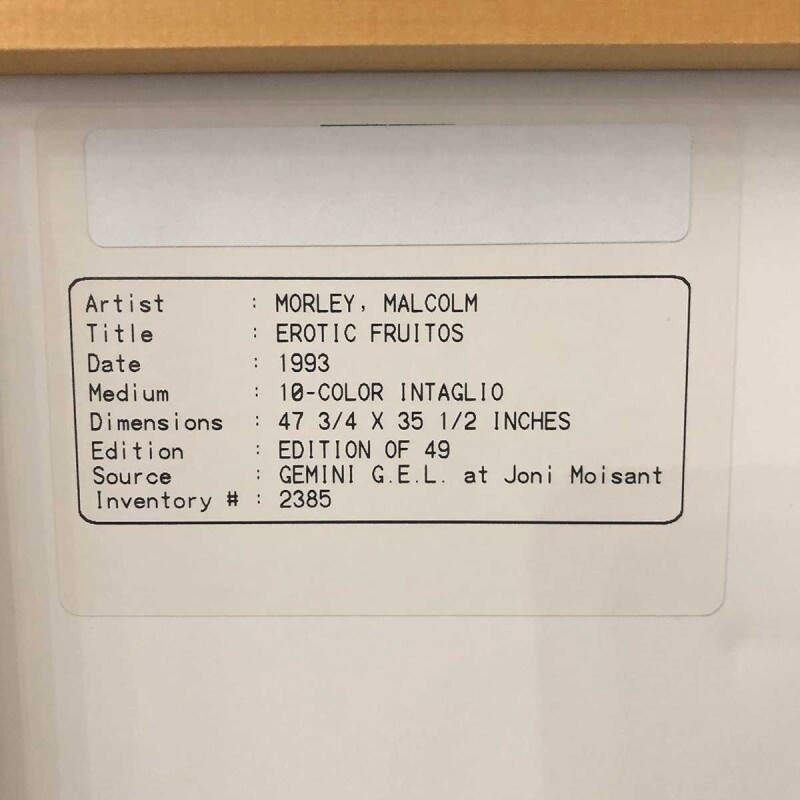 Artist : MORLEY, MALCOLM
Title : EROTIC FRUITOS
Date : 1993
Medium : 10-COLOR INTAGLIO
Dimensions : 47 3/4 X 35 1/2 INCHES
Edition : EDITION OF 49
Source : GEMINI G.E.L. at Joni Moisant
Inventory # : 2385